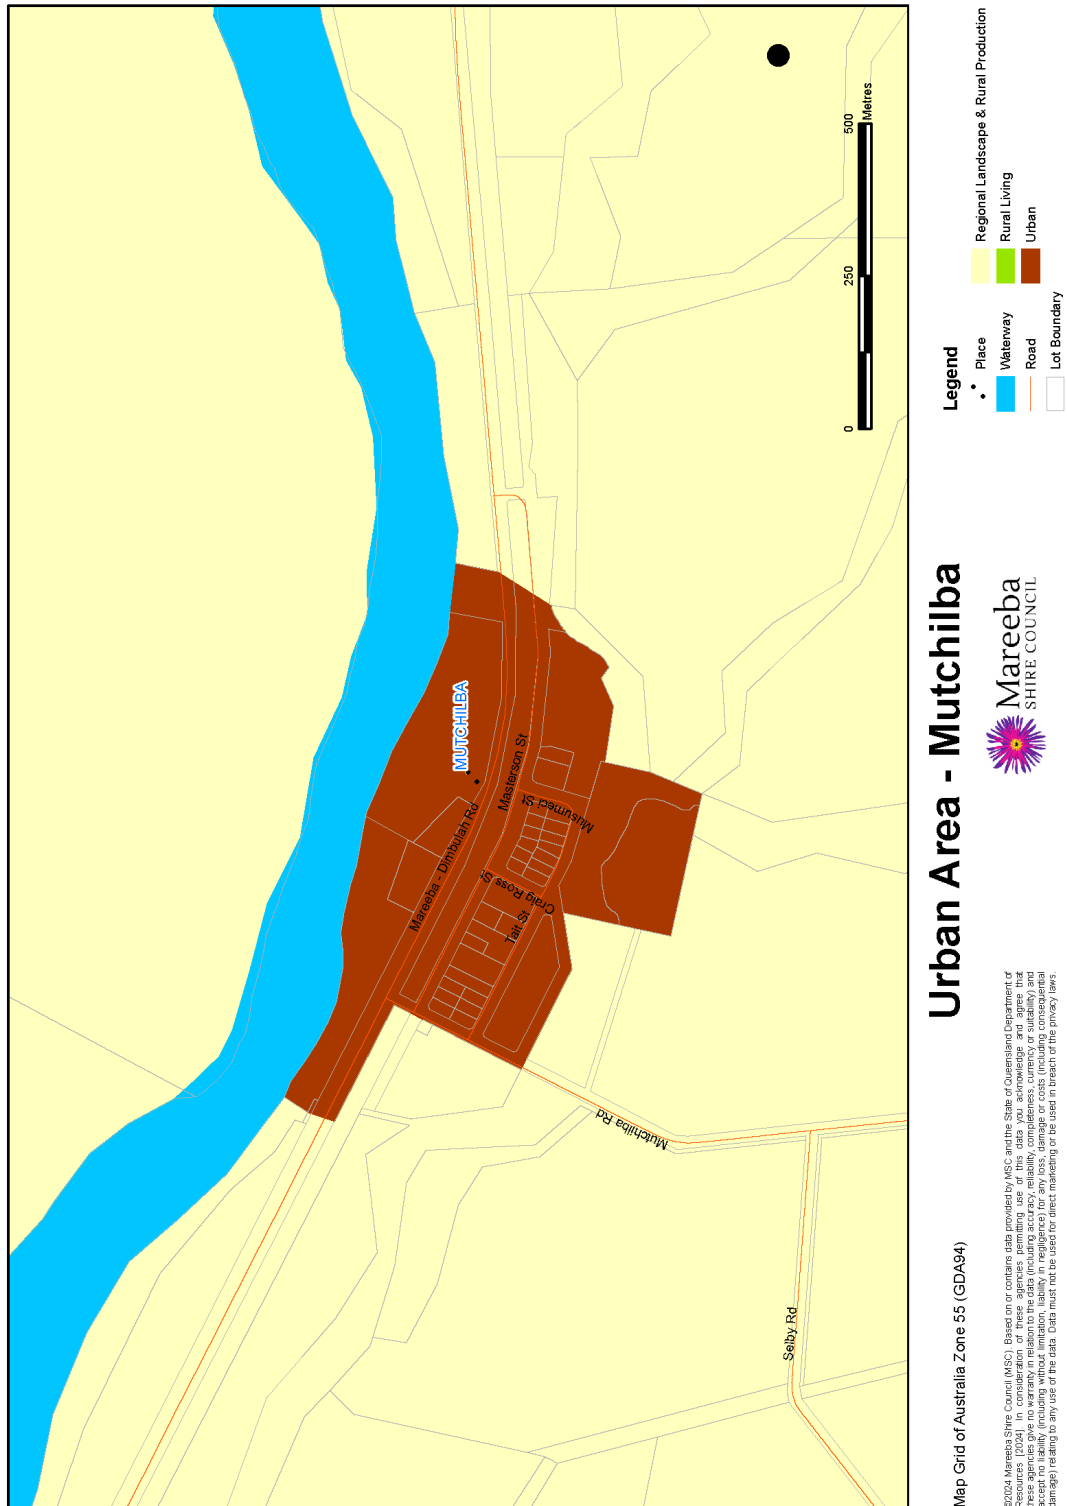 MUTCHILBA
Mareeba - Dimbulah Rd
Masterson St
Musumeci St
Craig Ross St
Tait St
Mutchilba Rd
Selby Rd
0 250 500
Metres
Urban Area - Mutchilba
Map Grid of Australia Zone 55 (GDA94)
Mareeba
SHIRE COUNCIL
Legend
Place
Waterway
Road
Lot Boundary
Regional Landscape & Rural Production
Rural Living
Urban
©2024 Mareeba Shire Council (MSC). Based on or contains data provided by MSC and the State of Queensland Department of
Resources [2024]. In consideration of these agencies permitting use of this data you acknowledge and agree that
these agencies give no warranty in relation to the data (including accuracy, reliability, completeness, currency or suitability) and
accept no liability (including without limitation, liability in negligence) for any loss, damage or costs (including consequential
damage) relating to any use of the data. Data must not be used for direct marketing or be used in breach of the privacy laws.